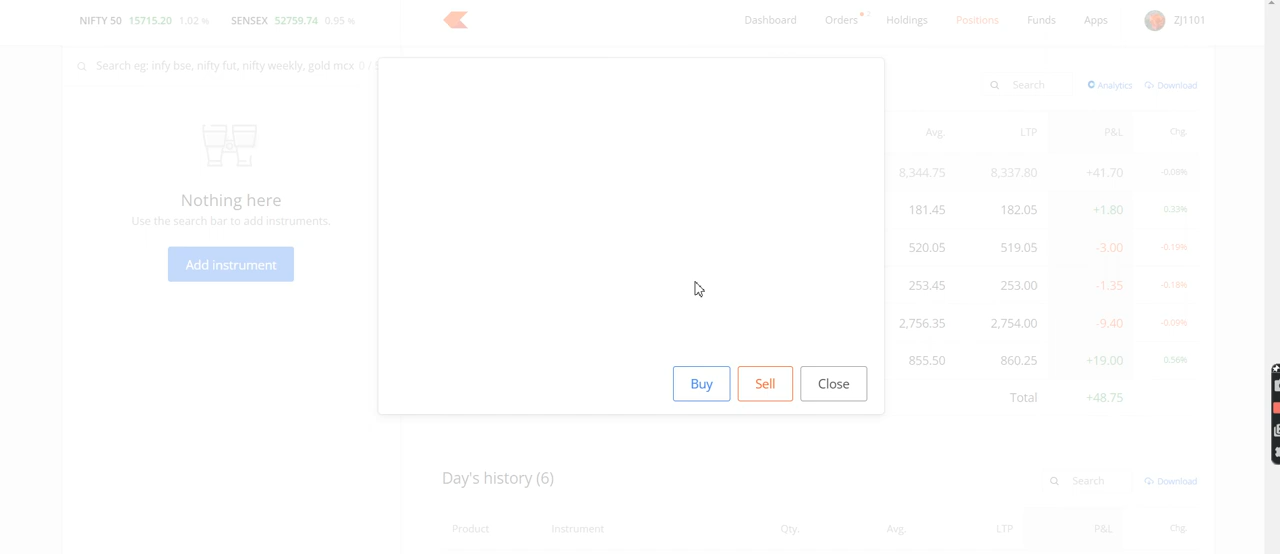 NIFTY 50 15715.20 1.02 % SENSEX 52759.74 0.95 % Dashboard Orders 2 Holdings Positions Funds Apps ZJ1101
Search eg: infy bse, nifty fut, nifty weekly, gold mcx 0 / 5
Search Analytics Download
Avg. LTP P&L Chg.
8,344.75 8,337.80 +41.70 -0.08%
181.45 182.05 +1.80 0.33%
520.05 519.05 -3.00 -0.19%
253.45 253.00 -1.35 -0.18%
2,756.35 2,754.00 -9.40 -0.09%
855.50 860.25 +19.00 0.56%
Total +48.75
Nothing here
Use the search bar to add instruments.
Add instrument
Buy Sell Close
Day's history (6) Search Download
Product Instrument Qty. Avg. LTP P&L Chg.